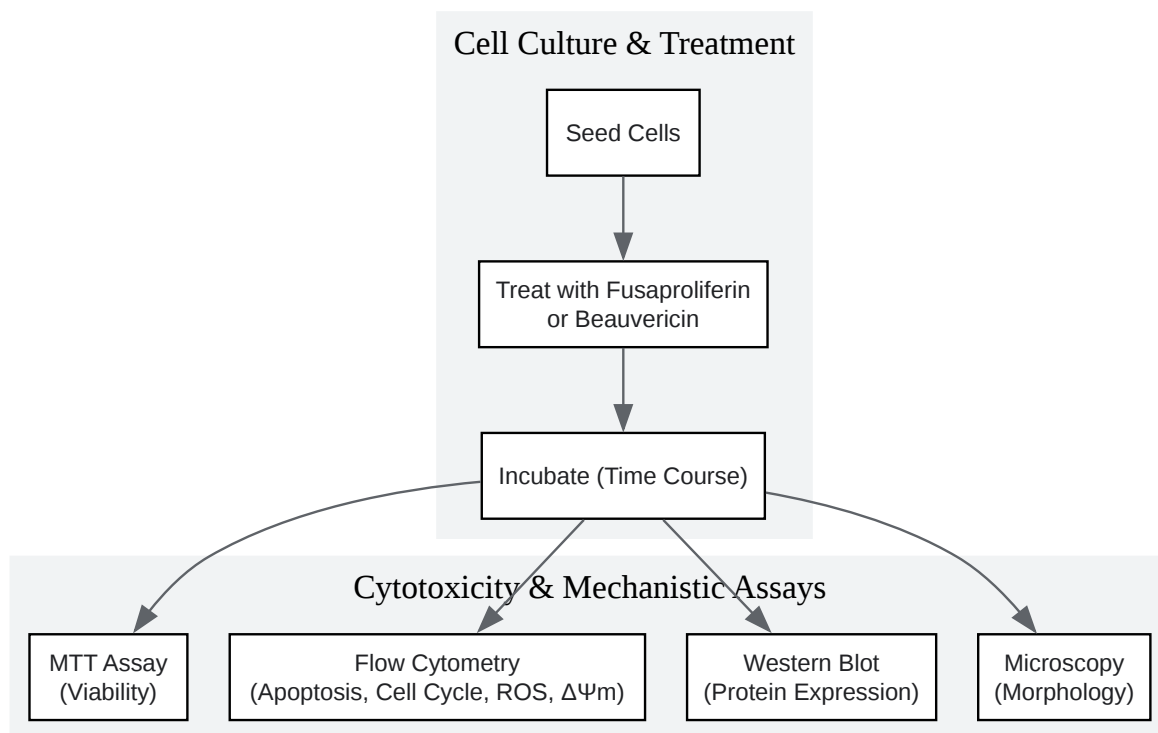 Cell Culture & Treatment
Seed Cells
Treat with Fusaproliferin
or Beauvericin
Incubate (Time Course)
Cytotoxicity & Mechanistic Assays
MTT Assay
(Viability)
Flow Cytometry
(Apoptosis, Cell Cycle, ROS, ΔΨm)
Western Blot
(Protein Expression)
Microscopy
(Morphology)